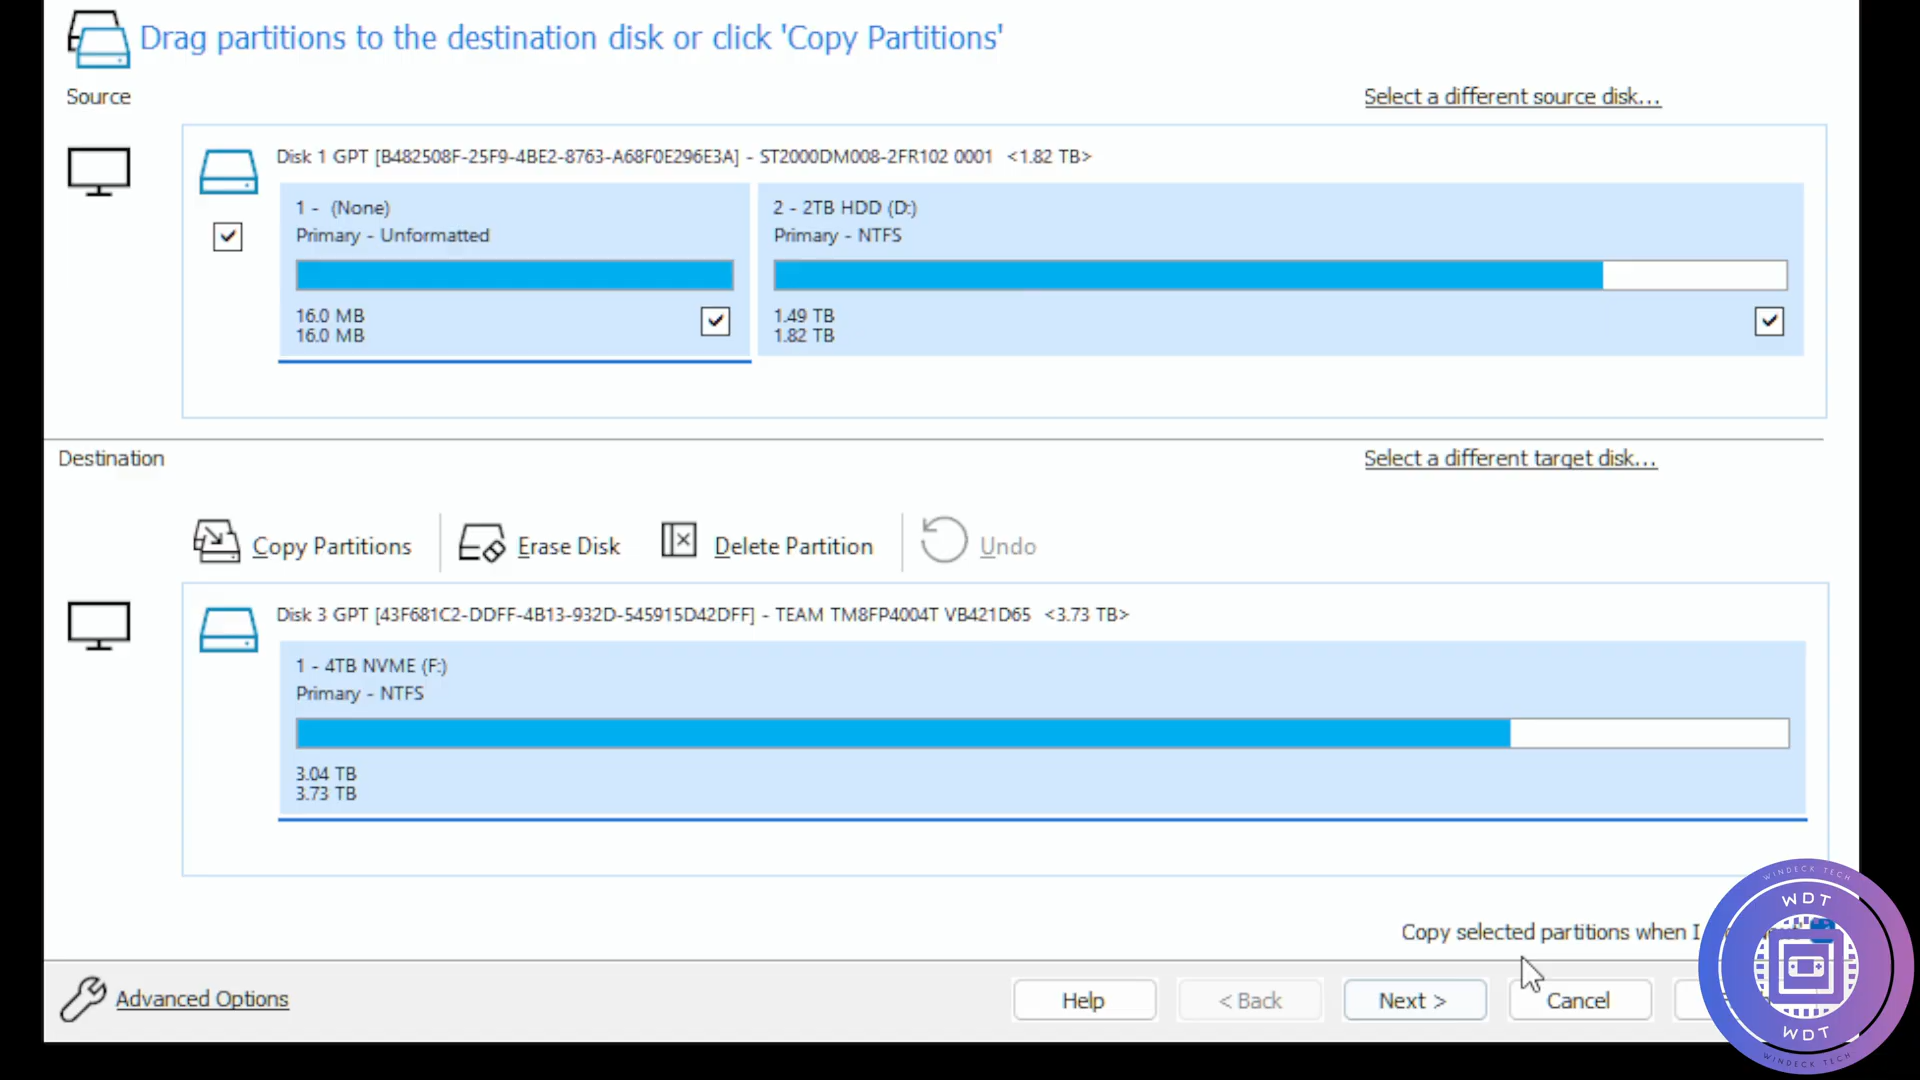 Drag partitions to the destination disk or click 'Copy Partitions'
Source
Select a different source disk...
Disk 1 GPT [B482508F-25F9-4BE2-8763-A68F0E296E3A] - ST2000DM008-2FR102 0001 <1.82 TB>
1 - (None)
Primary - Unformatted
16.0 MB
16.0 MB
2 - 2TB HDD (D:)
Primary - NTFS
1.49 TB
1.82 TB
Destination
Select a different target disk...
Copy Partitions
Erase Disk
Delete Partition
Undo
Disk 3 GPT [43F681C2-DDFF-4B13-932D-545915D42DFF] - TEAM TM8FP4004T VB421D65 <3.73 TB>
1 - 4TB NVME (F:)
Primary - NTFS
3.04 TB
3.73 TB
Copy selected partitions when I
Advanced Options
Help
< Back
Next >
Cancel
WINDECK TECH
WDT
WDT
WINDECK TECH